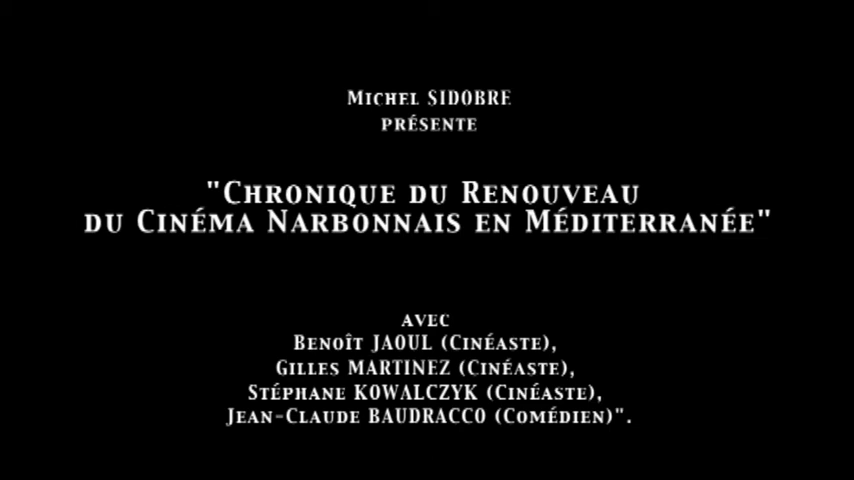 Michel SIDOBRE
présente
"Chronique du Renouveau
du Cinéma Narbonnais en Méditerranée"
avec
Benoît JAOUL (Cinéaste),
Gilles MARTINEZ (Cinéaste),
Stéphane KOWALCZYK (Cinéaste),
Jean-Claude BAUDRACCO (Comédien)".